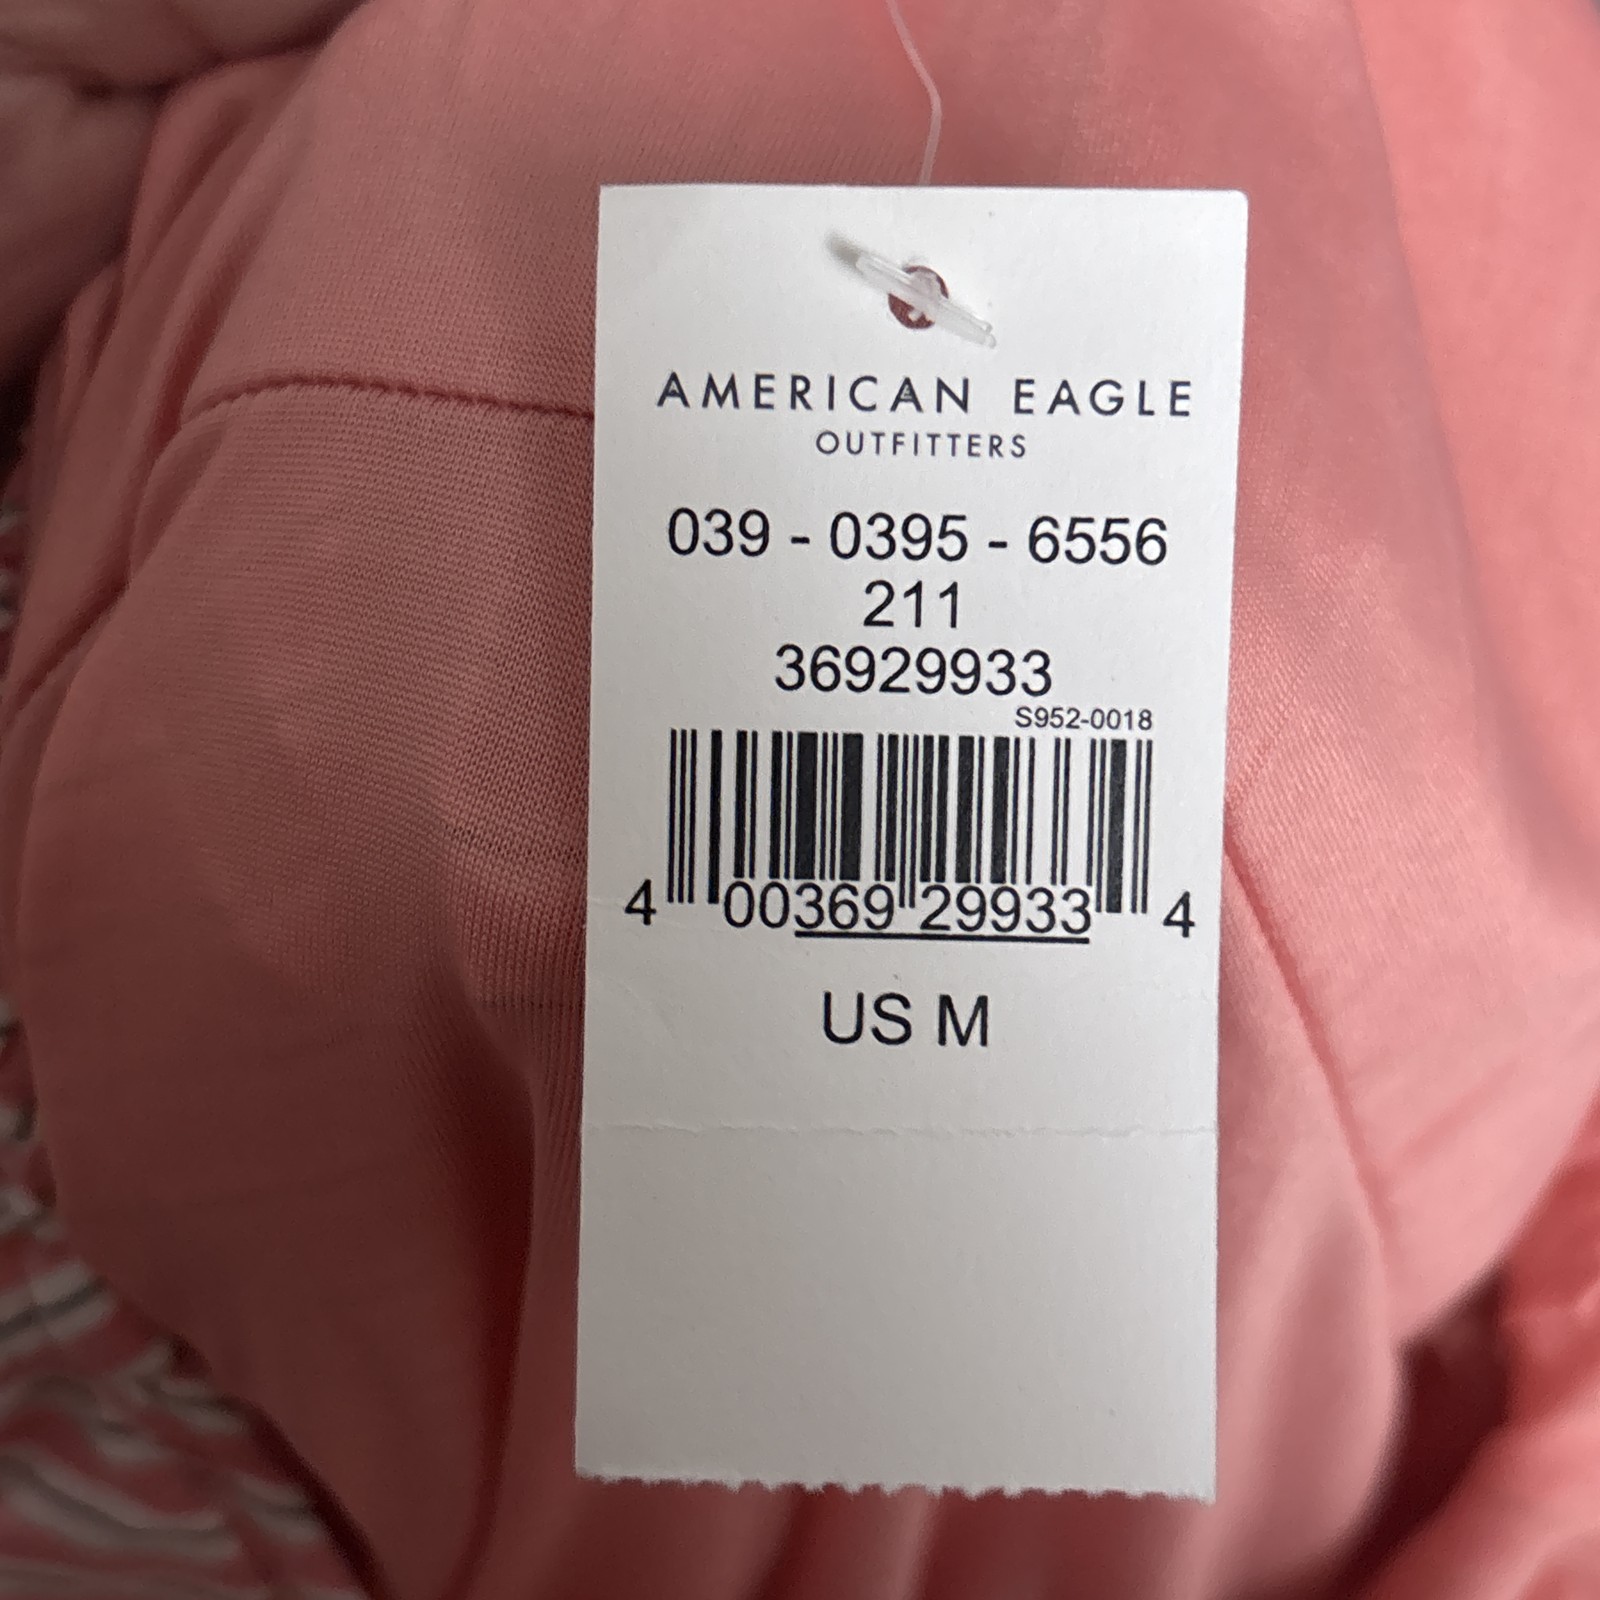 AMERICAN EAGLE
OUTFITTERS
039 - 0395 - 6556
211
36929933
S952-0018
4 00369 29933 4
US M